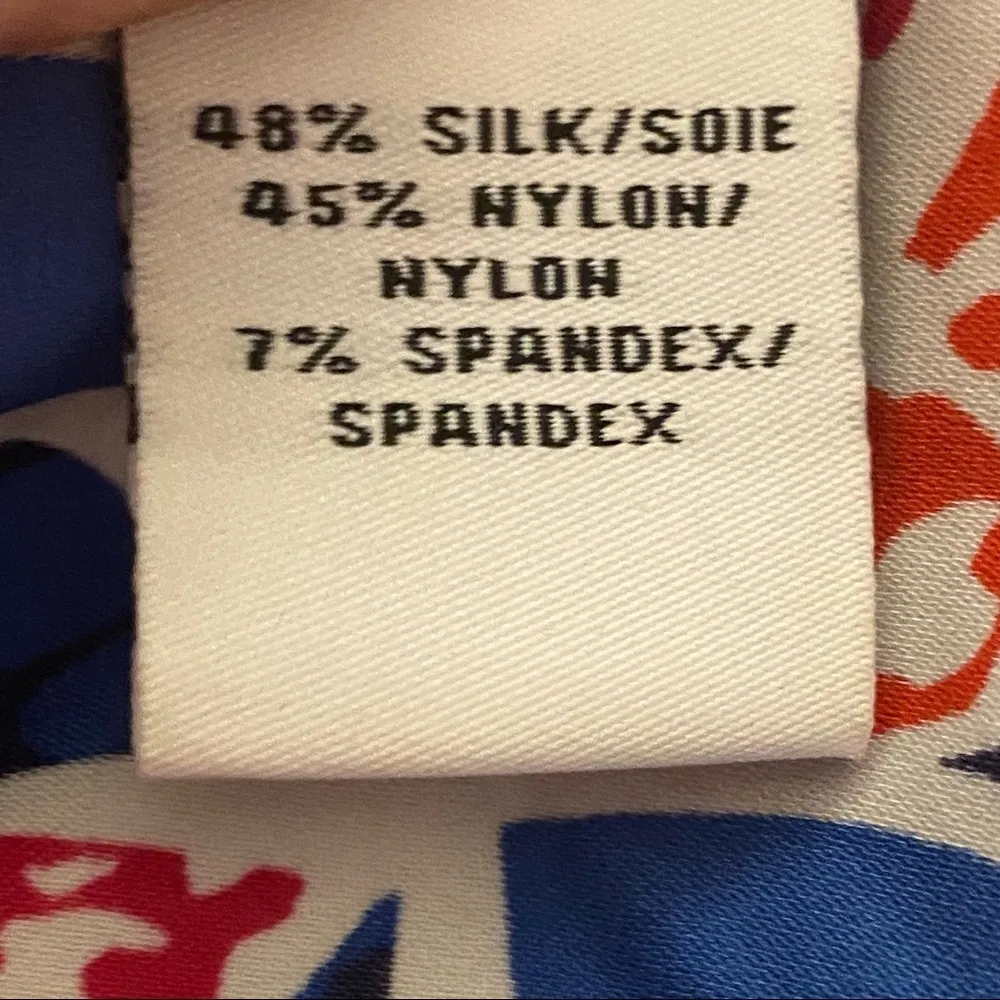 48% SILK/SOIE
45% NYLON/
NYLON
7% SPANDEX/
SPANDEX